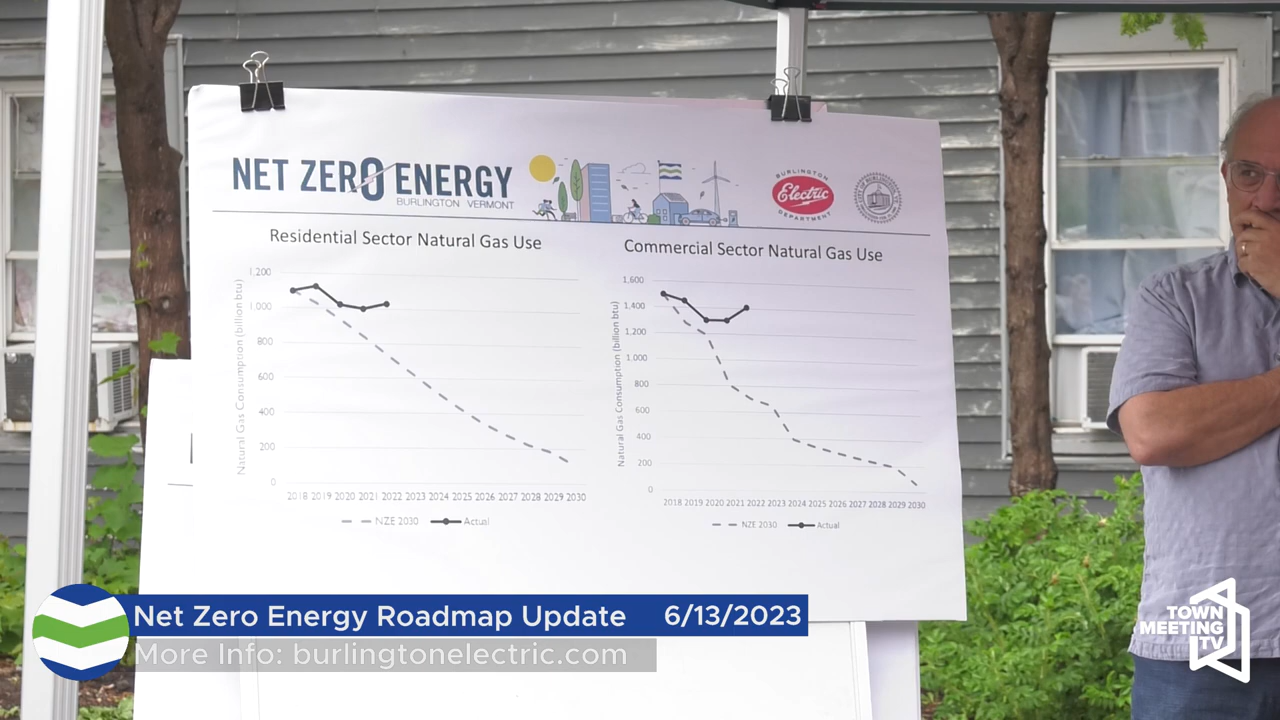 NET ZERO ENERGY
BURLINGTON VERMONT
BURLINGTON
Electric
DEPARTMENT
Residential Sector Natural Gas Use
Natural Gas Consumption (billion btu)
1,200
1,000
800
600
400
200
0
2018 2019 2020 2021 2022 2023 2024 2025 2026 2027 2028 2029 2030
NZE 2030 Actual
Commercial Sector Natural Gas Use
Natural Gas Consumption (billion btu)
1,600
1,400
1,200
1,000
800
600
400
200
0
2018 2019 2020 2021 2022 2023 2024 2025 2026 2027 2028 2029 2030
NZE 2030 Actual
Net Zero Energy Roadmap Update 6/13/2023
More Info: burlingtonelectric.com
TOWN
MEETING
TV